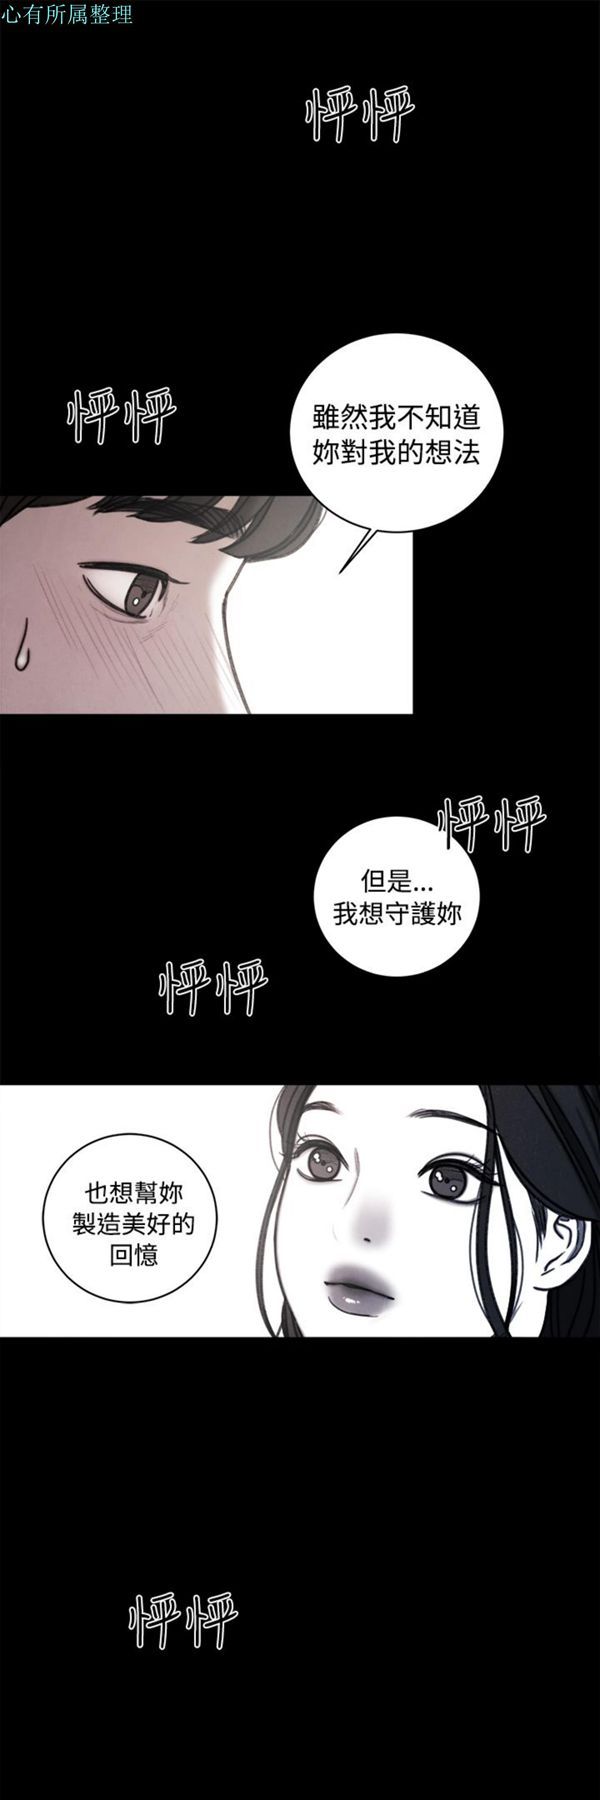 心有所属整理
怦怦
怦怦
雖然我不知道
妳對我的想法
怦怦
但是...
我想守護妳
怦怦
也想幫妳
製造美好的
回憶
怦怦